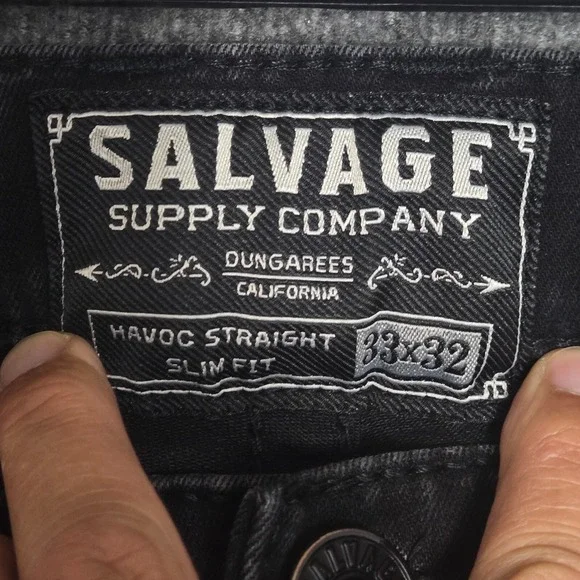 SALVAGE
SUPPLY COMPANY
DUNGAREES
CALIFORNIA
HAVOC STRAIGHT
SLIM FIT
33x32